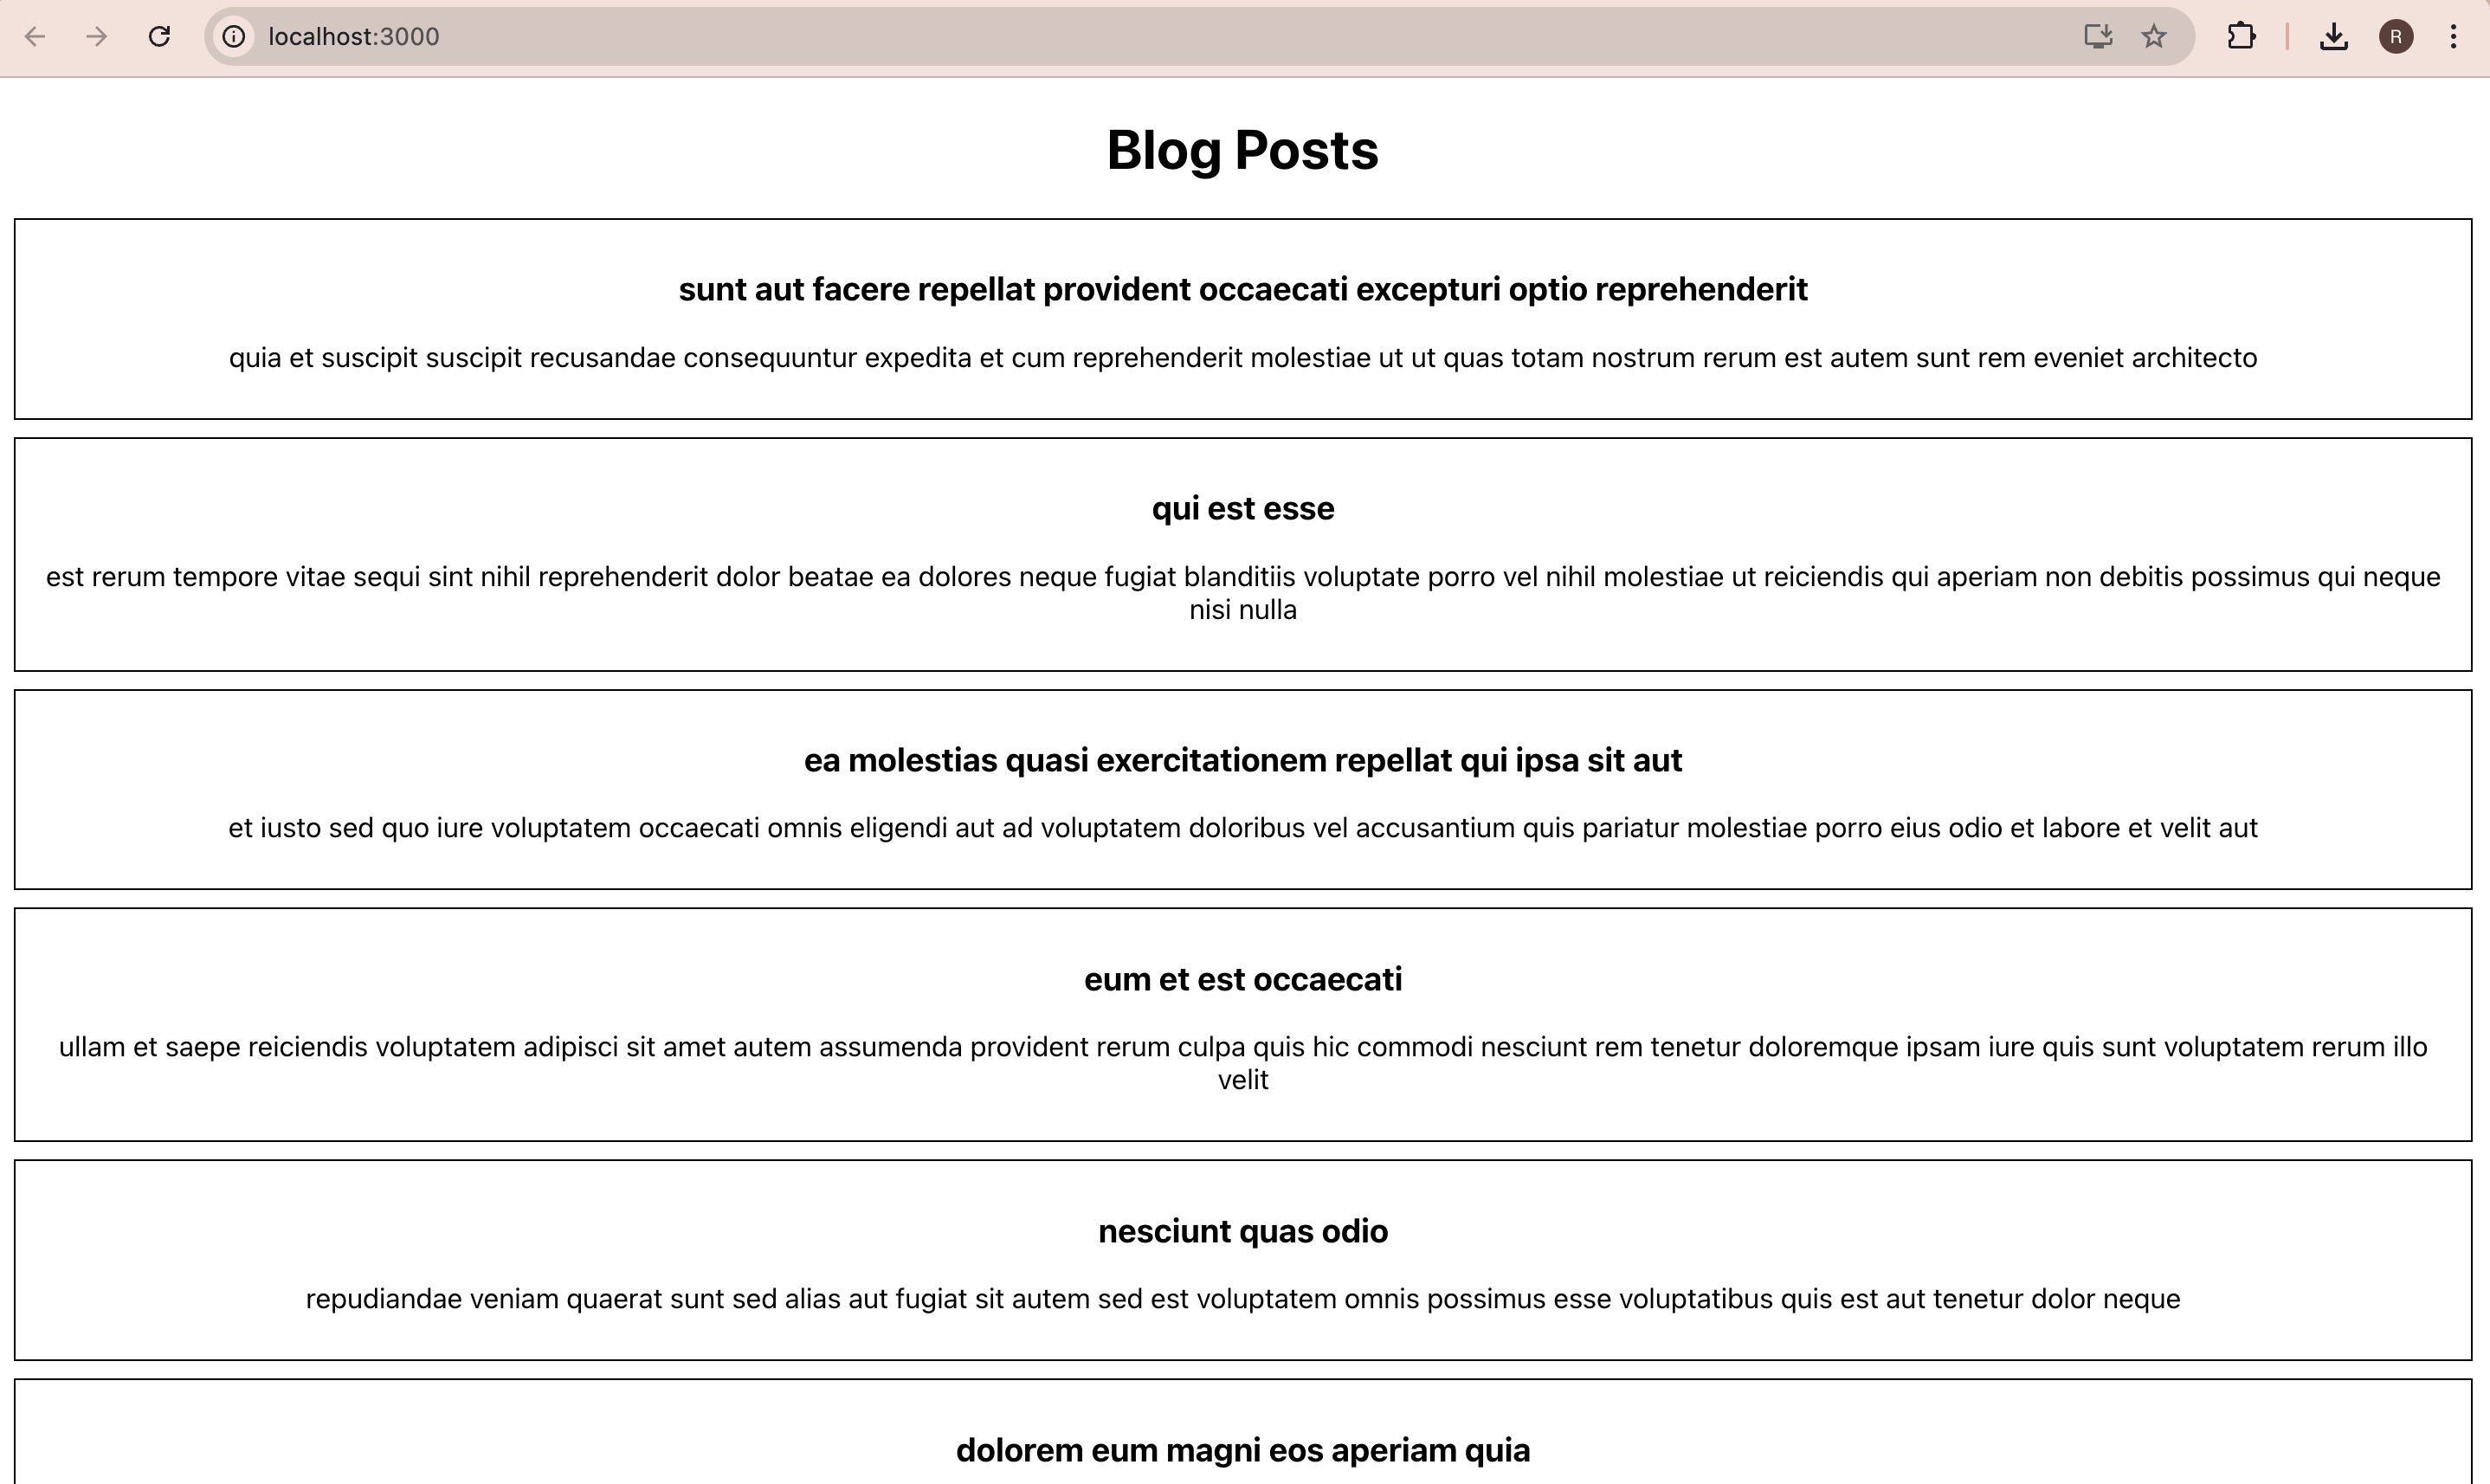 localhost:3000
R
Blog Posts
sunt aut facere repellat provident occaecati excepturi optio reprehenderit
quia et suscipit suscipit recusandae consequuntur expedita et cum reprehenderit molestiae ut ut quas totam nostrum rerum est autem sunt rem eveniet architecto
qui est esse
est rerum tempore vitae sequi sint nihil reprehenderit dolor beatae ea dolores neque fugiat blanditiis voluptate porro vel nihil molestiae ut reiciendis qui aperiam non debitis possimus qui neque
nisi nulla
ea molestias quasi exercitationem repellat qui ipsa sit aut
et iusto sed quo iure voluptatem occaecati omnis eligendi aut ad voluptatem doloribus vel accusantium quis pariatur molestiae porro eius odio et labore et velit aut
eum et est occaecati
ullam et saepe reiciendis voluptatem adipisci sit amet autem assumenda provident rerum culpa quis hic commodi nesciunt rem tenetur doloremque ipsam iure quis sunt voluptatem rerum illo
velit
nesciunt quas odio
repudiandae veniam quaerat sunt sed alias aut fugiat sit autem sed est voluptatem omnis possimus esse voluptatibus quis est aut tenetur dolor neque
dolorem eum magni eos aperiam quia